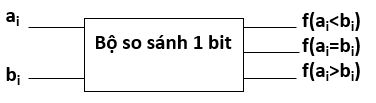 aᵢ
bᵢ
Bộ so sánh 1 bit
f(aᵢ<bᵢ)
f(aᵢ=bᵢ)
f(aᵢ>bᵢ)